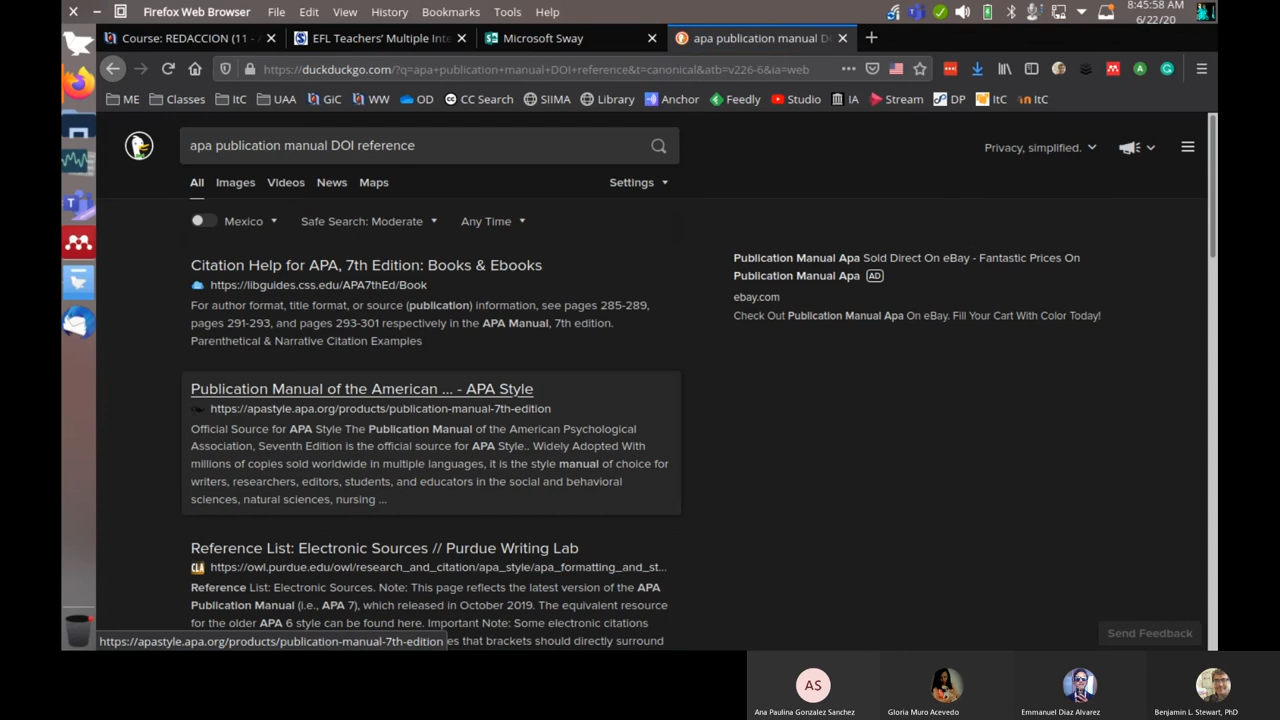 Firefox Web Browser File Edit View History Bookmarks Tools Help
8:45:58 AM
6/22/20
Course: REDACCION (11 -
EFL Teachers' Multiple Inte
Microsoft Sway
apa publication manual DO
https://duckduckgo.com/?q=apa+publication+manual+DOI+reference&t=canonical&atb=v226-6&ia=web
ME Classes ItC UAA GiC WW OD CC Search SIIMA Library Anchor Feedly Studio IA Stream DP ItC ItC
apa publication manual DOI reference
Privacy, simplified.
All Images Videos News Maps Settings
Mexico Safe Search: Moderate Any Time
Citation Help for APA, 7th Edition: Books & Ebooks
https://libguides.css.edu/APA7thEd/Book
For author format, title format, or source (publication) information, see pages 285-289,
pages 291-293, and pages 293-301 respectively in the APA Manual, 7th edition.
Parenthetical & Narrative Citation Examples
Publication Manual of the American ... - APA Style
https://apastyle.apa.org/products/publication-manual-7th-edition
Official Source for APA Style The Publication Manual of the American Psychological
Association, Seventh Edition is the official source for APA Style.. Widely Adopted With
millions of copies sold worldwide in multiple languages, it is the style manual of choice for
writers, researchers, editors, students, and educators in the social and behavioral
sciences, natural sciences, nursing ...
Reference List: Electronic Sources // Purdue Writing Lab
https://owl.purdue.edu/owl/research_and_citation/apa_style/apa_formatting_and_st...
Reference List: Electronic Sources. Note: This page reflects the latest version of the APA
Publication Manual (i.e., APA 7), which released in October 2019. The equivalent resource
for the older APA 6 style can be found here. Important Note: Some electronic citations
es that brackets should directly surround
https://apastyle.apa.org/products/publication-manual-7th-edition
Publication Manual Apa Sold Direct On eBay - Fantastic Prices On
Publication Manual Apa AD
ebay.com
Check Out Publication Manual Apa On eBay. Fill Your Cart With Color Today!
Send Feedback
AS
Ana Paulina Gonzalez Sanchez
Gloria Muro Acevedo
Emmanuel Diaz Alvarez
Benjamin L. Stewart, PhD